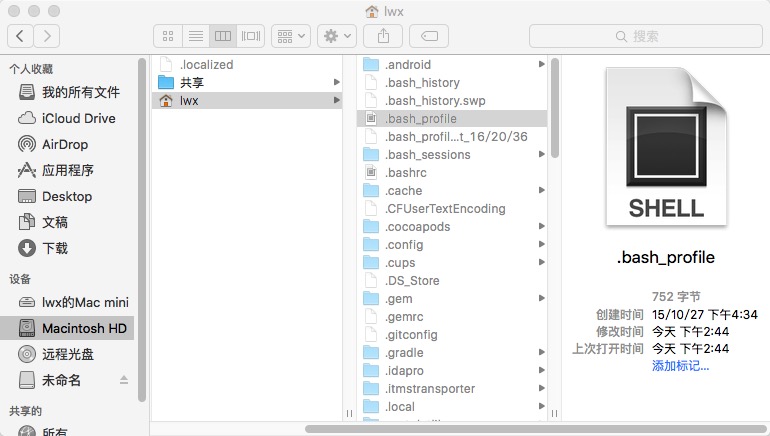 lwx
搜索
个人收藏
我的所有文件
iCloud Drive
AirDrop
应用程序
Desktop
文稿
下载
设备
lwx的Mac mini
Macintosh HD
远程光盘
未命名
共享的
所有
.localized
共享
lwx
.android
.bash_history
.bash_history.swp
.bash_profile
.bash_profil...t_16/20/36
.bash_sessions
.bashrc
.cache
.CFUserTextEncoding
.cocoapods
.config
.cups
.DS_Store
.gem
.gemrc
.gitconfig
.gradle
.idapro
.itmstransporter
.local
SHELL
.bash_profile
752 字节
创建时间 15/10/27 下午4:34
修改时间 今天 下午2:44
上次打开时间 今天 下午2:44
添加标记...